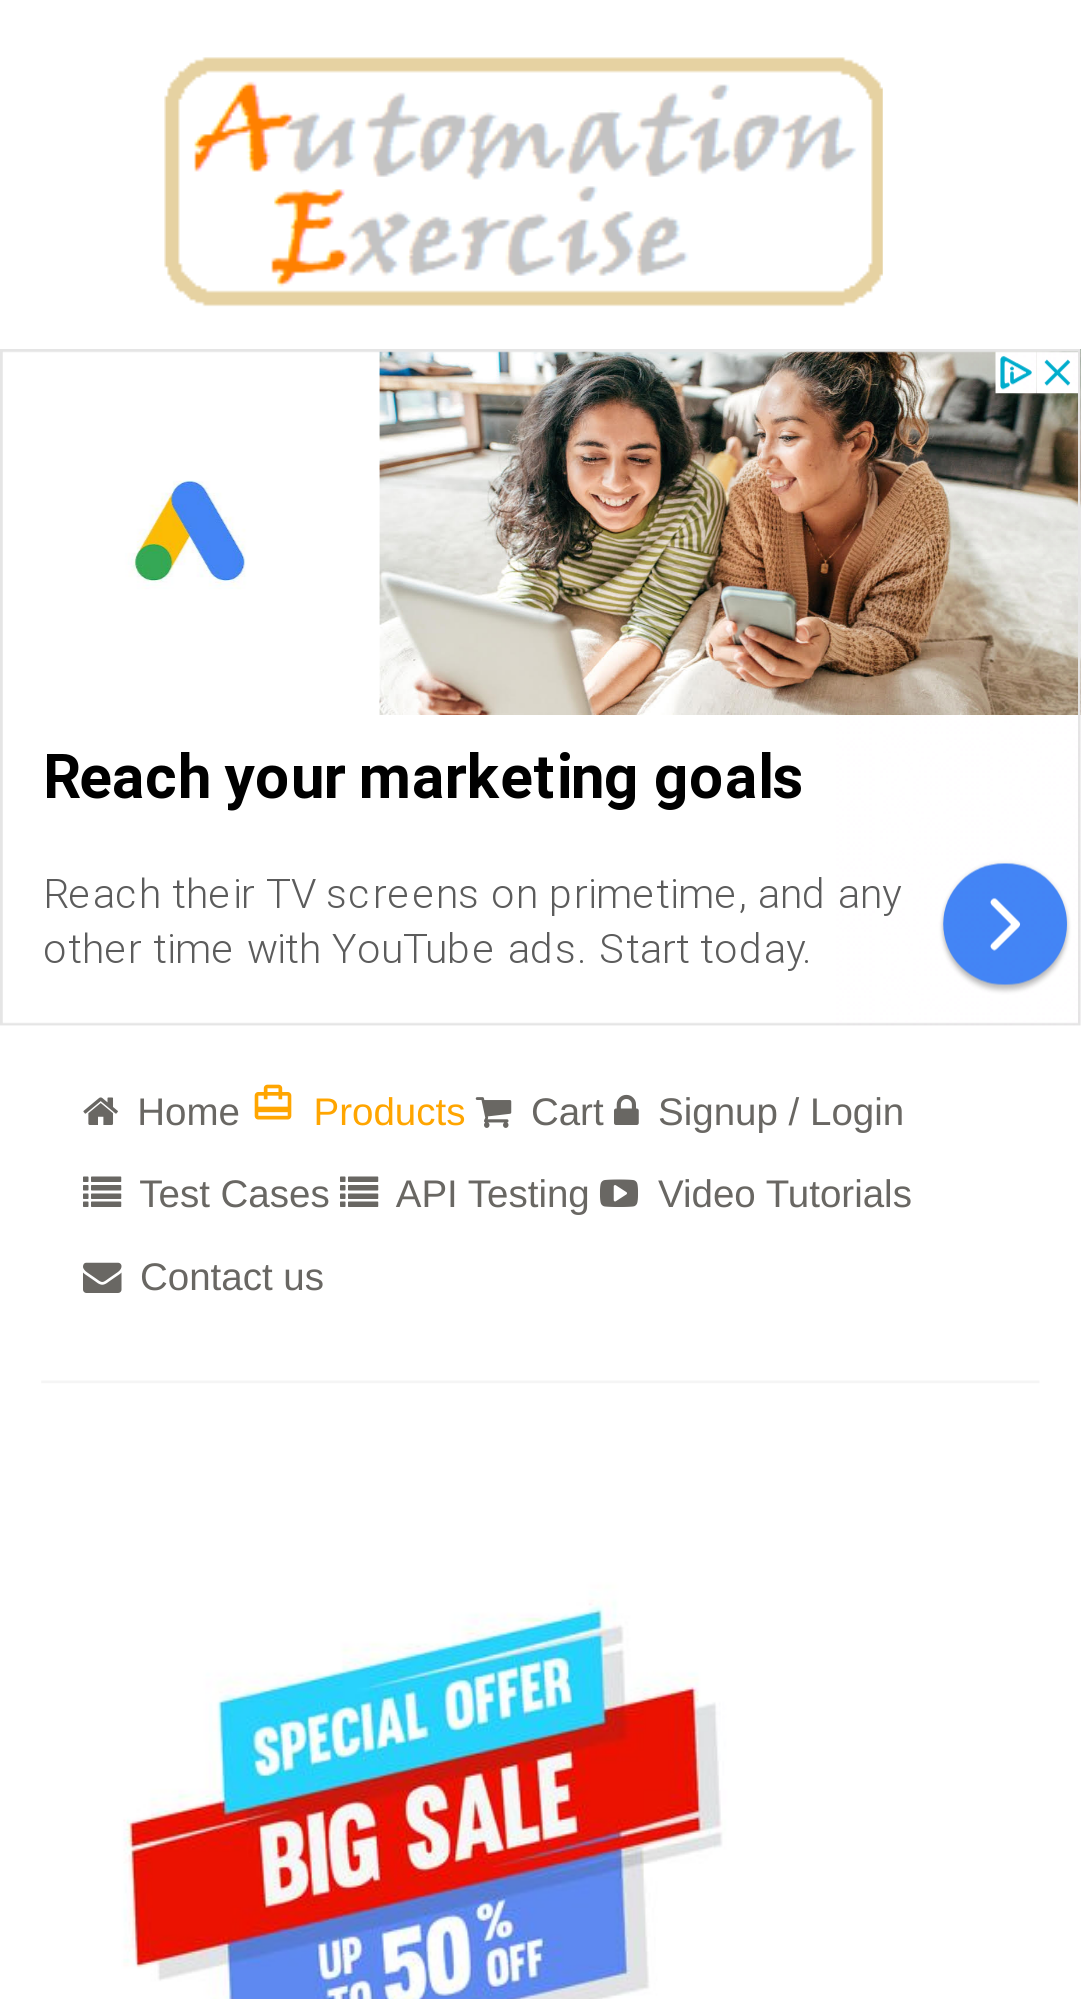 Automation
Exercise
Reach your marketing goals
Reach their TV screens on primetime, and any
other time with YouTube ads. Start today.
Home Products Cart Signup / Login
Test Cases API Testing Video Tutorials
Contact us
SPECIAL OFFER
BIG SALE
UP TO 50% OFF